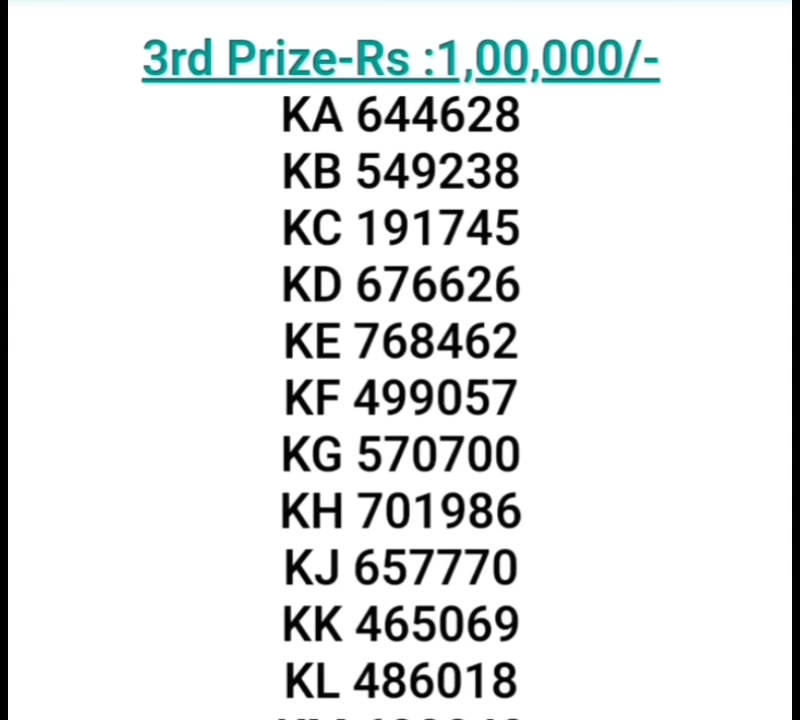 3rd Prize-Rs :1,00,000/-
KA 644628
KB 549238
KC 191745
KD 676626
KE 768462
KF 499057
KG 570700
KH 701986
KJ 657770
KK 465069
KL 486018